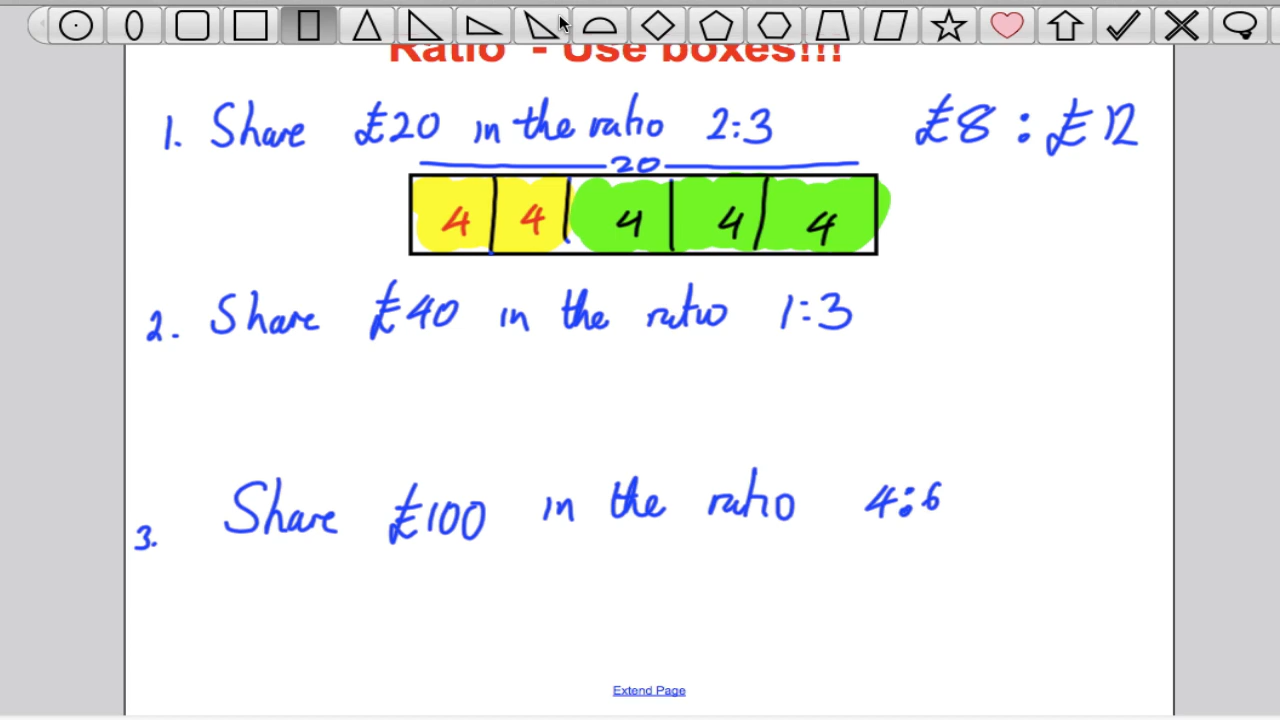 Ratio - Use boxes!!!
1. Share £20 in the ratio 2:3 £8 : £12
20
4 4 4 4 4
2. Share £40 in the ratio 1:3
3. Share £100 in the ratio 4:6
Extend Page